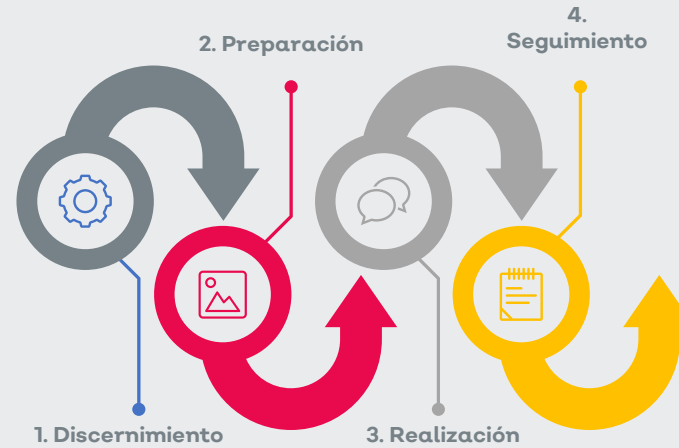 1. Discernimiento
2. Preparación
3. Realización
4.
Seguimiento